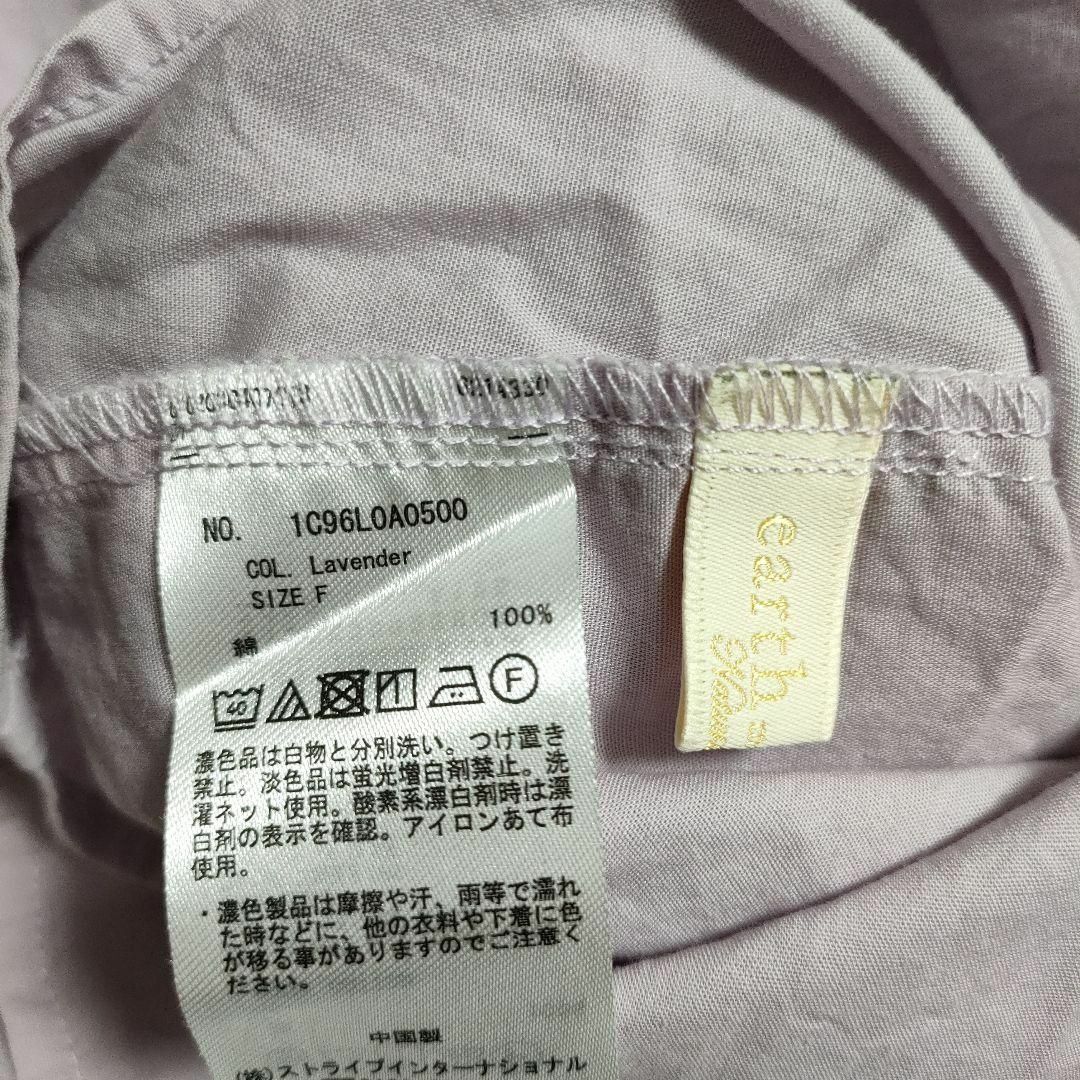 NO. 1C96L0A0500
COL. Lavender
SIZE F
綿 100%
40
F
濃色品は白物と分別洗い。つけ置き
禁止。淡色品は蛍光増白剤禁止。洗
濯ネット使用。酸素系漂白剤時は漂
白剤の表示を確認。アイロンあて布
使用。
・濃色製品は摩擦や汗、雨等で濡れ
た時などに、他の衣料や下着に色
が移る事がありますのでご注意く
ださい。
中国製
(株)ストライプインターナショナル
earth